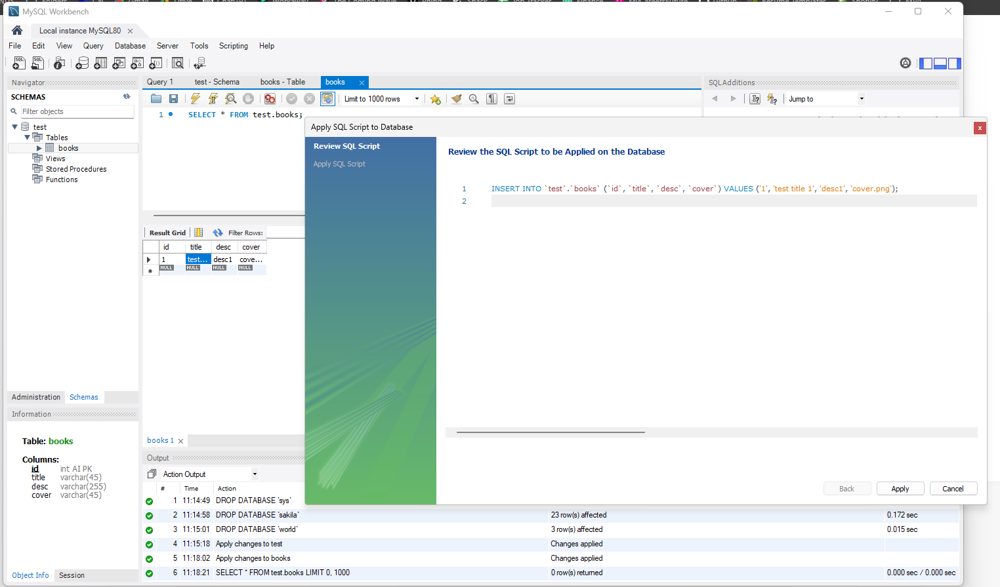 MySQL Workbench
Local instance MySQL80
File Edit View Query Database Server Tools Scripting Help
Navigator
SCHEMAS
Filter objects
test
Tables
books
Views
Stored Procedures
Functions
Administration Schemas
Information
Table: books
Columns:
id int AI PK
title varchar(45)
desc varchar(255)
cover varchar(45)
Object Info Session
Query 1 test - Schema books - Table books
Limit to 1000 rows
1 SELECT * FROM test.books;
Result Grid Filter Rows:
id title desc cover
1 test... desc1 cove...
NULL NULL NULL NULL
books 1
Output
Action Output
# Time Action
1 11:14:49 DROP DATABASE `sys`
2 11:14:58 DROP DATABASE `sakila` 23 row(s) affected 0.172 sec
3 11:15:01 DROP DATABASE `world` 3 row(s) affected 0.015 sec
4 11:15:18 Apply changes to test Changes applied
5 11:18:02 Apply changes to books Changes applied
6 11:18:21 SELECT * FROM test.books LIMIT 0, 1000 0 row(s) returned 0.000 sec / 0.000 sec
SQLAdditions
Jump to
Apply SQL Script to Database
Review SQL Script
Apply SQL Script
Review the SQL Script to be Applied on the Database
1 INSERT INTO `test`.`books` (`id`, `title`, `desc`, `cover`) VALUES ('1', 'test title 1', 'desc1', 'cover.png');
2
Back Apply Cancel